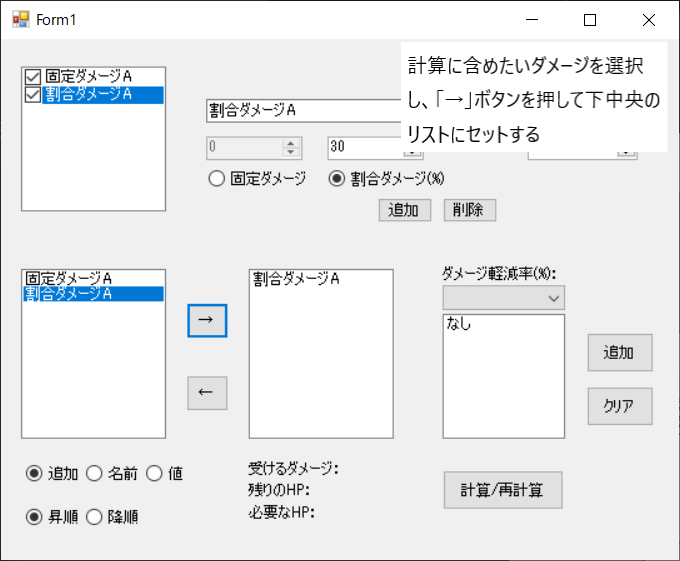 Form1
計算に含めたいダメージを選択
し、「→」ボタンを押して下中央の
リストにセットする
固定ダメージA
割合ダメージA
割合ダメージA
0
30
固定ダメージ
割合ダメージ(%)
追加
削除
固定ダメージA
割合ダメージA
→
←
割合ダメージA
ダメージ軽減率(%):
なし
追加
クリア
追加
名前
値
昇順
降順
受けるダメージ:
残りのHP:
必要なHP:
計算/再計算